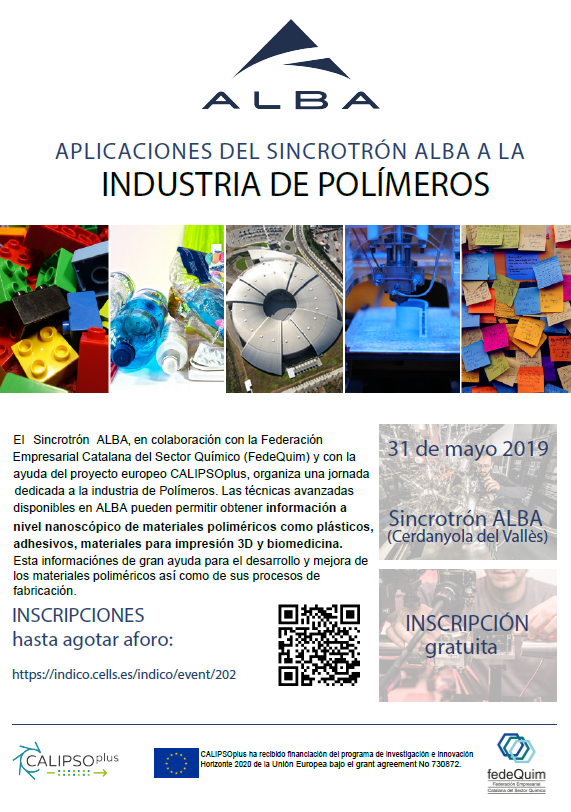 ALBA
APLICACIONES DEL SINCROTRÓN ALBA A LA
INDUSTRIA DE POLÍMEROS
El Sincrotrón ALBA, en colaboración con la Federación
Empresarial Catalana del Sector Químico (FedeQuim) y con la
ayuda del proyecto europeo CALIPSOplus, organiza una jornada
dedicada a la industria de Polímeros. Las técnicas avanzadas
disponibles en ALBA pueden permitir obtener información a
nivel nanoscópico de materiales poliméricos como plásticos,
adhesivos, materiales para impresión 3D y biomedicina.
Esta informaciónes de gran ayuda para el desarrollo y mejora de
los materiales poliméricos así como de sus procesos de
fabricación.
31 de mayo 2019
Sincrotrón ALBA
(Cerdanyola del Vallès)
INSCRIPCIONES
hasta agotar aforo:
https://indico.cells.es/indico/event/202
INSCRIPCIÓN
gratuita
CALIPSOplus
CALIPSOplus ha recibido financiación del programa de Investigación e Innovación
Horizonte 2020 de la Unión Europea bajo el grant agreement No 730872.
fedeQuim
Federación Empresarial
Catalana del Sector Químico